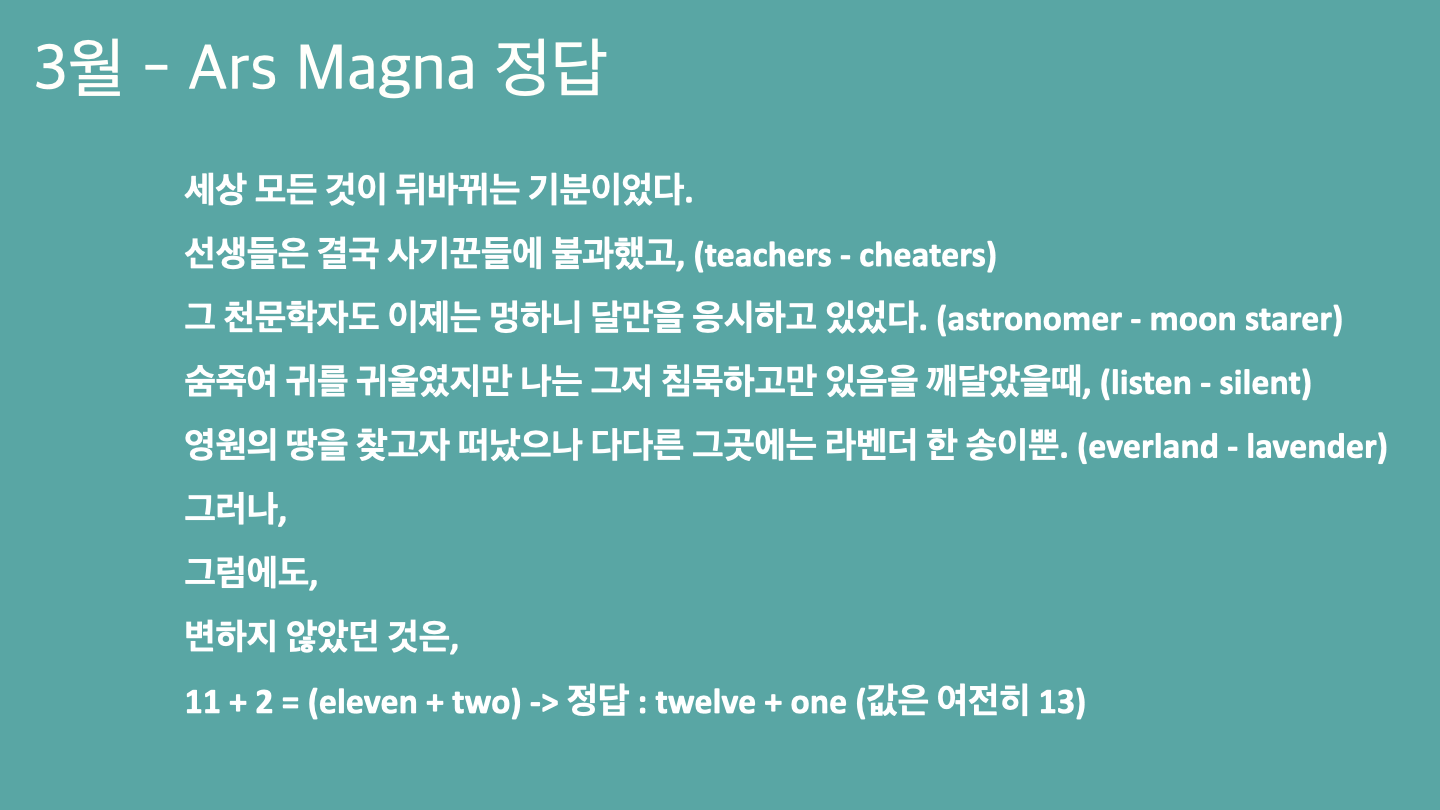 3월 - Ars Magna 정답
세상 모든 것이 뒤바뀌는 기분이었다.
선생들은 결국 사기꾼들에 불과했고, (teachers - cheaters)
그 천문학자도 이제는 멍하니 달만을 응시하고 있었다. (astronomer - moon starer)
숨죽여 귀를 귀울였지만 나는 그저 침묵하고만 있음을 깨달았을때, (listen - silent)
영원의 땅을 찾고자 떠났으나 다다른 그곳에는 라벤더 한 송이뿐. (everland - lavender)
그러나,
그럼에도,
변하지 않았던 것은,
11 + 2 = (eleven + two) -> 정답 : twelve + one (값은 여전히 13)